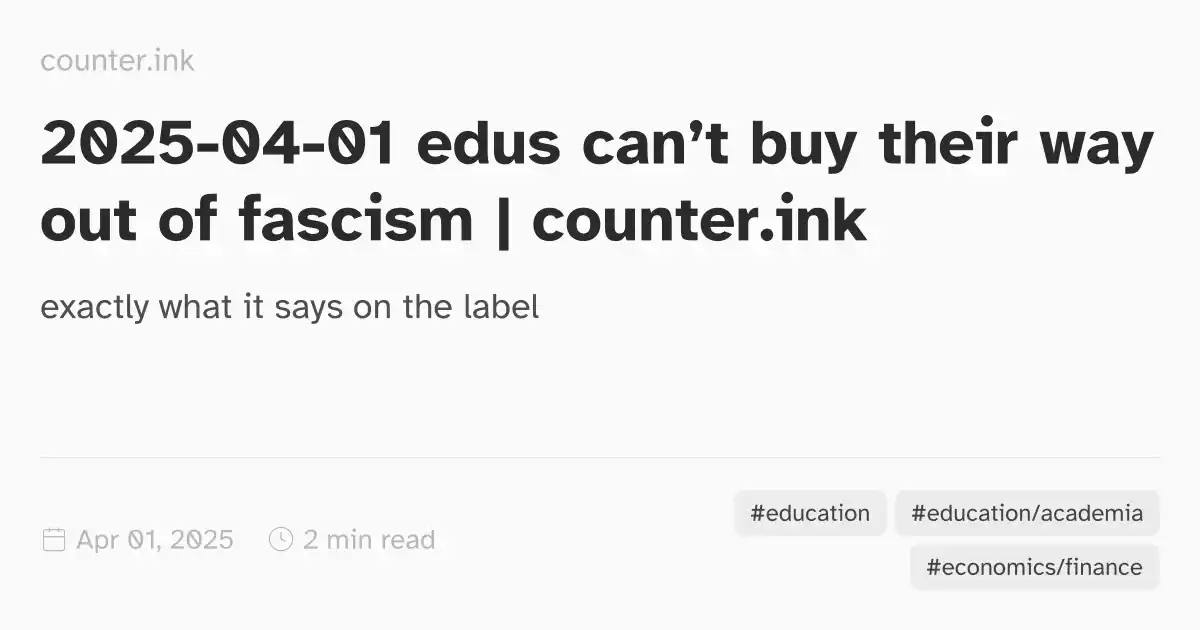 counter.ink
2025-04-01 edus can’t buy their way
out of fascism | counter.ink
exactly what it says on the label
Apr 01, 2025 2 min read
#education #education/academia
#economics/finance